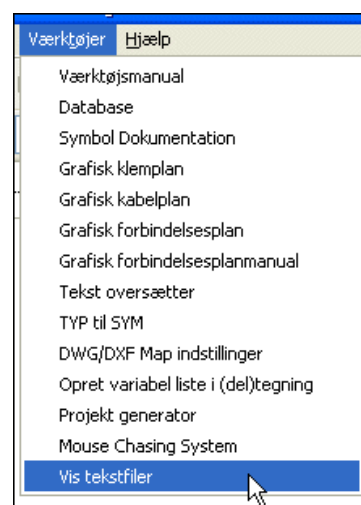 Værktøjer Hjælp
Værktøjsmanual
Database
Symbol Dokumentation
Grafisk klemplan
Grafisk kabelplan
Grafisk forbindelsesplan
Grafisk forbindelsesplanmanual
Tekst oversætter
TYP til SYM
DWG/DXF Map indstillinger
Opret variabel liste i (del)tegning
Projekt generator
Mouse Chasing System
Vis tekstfiler